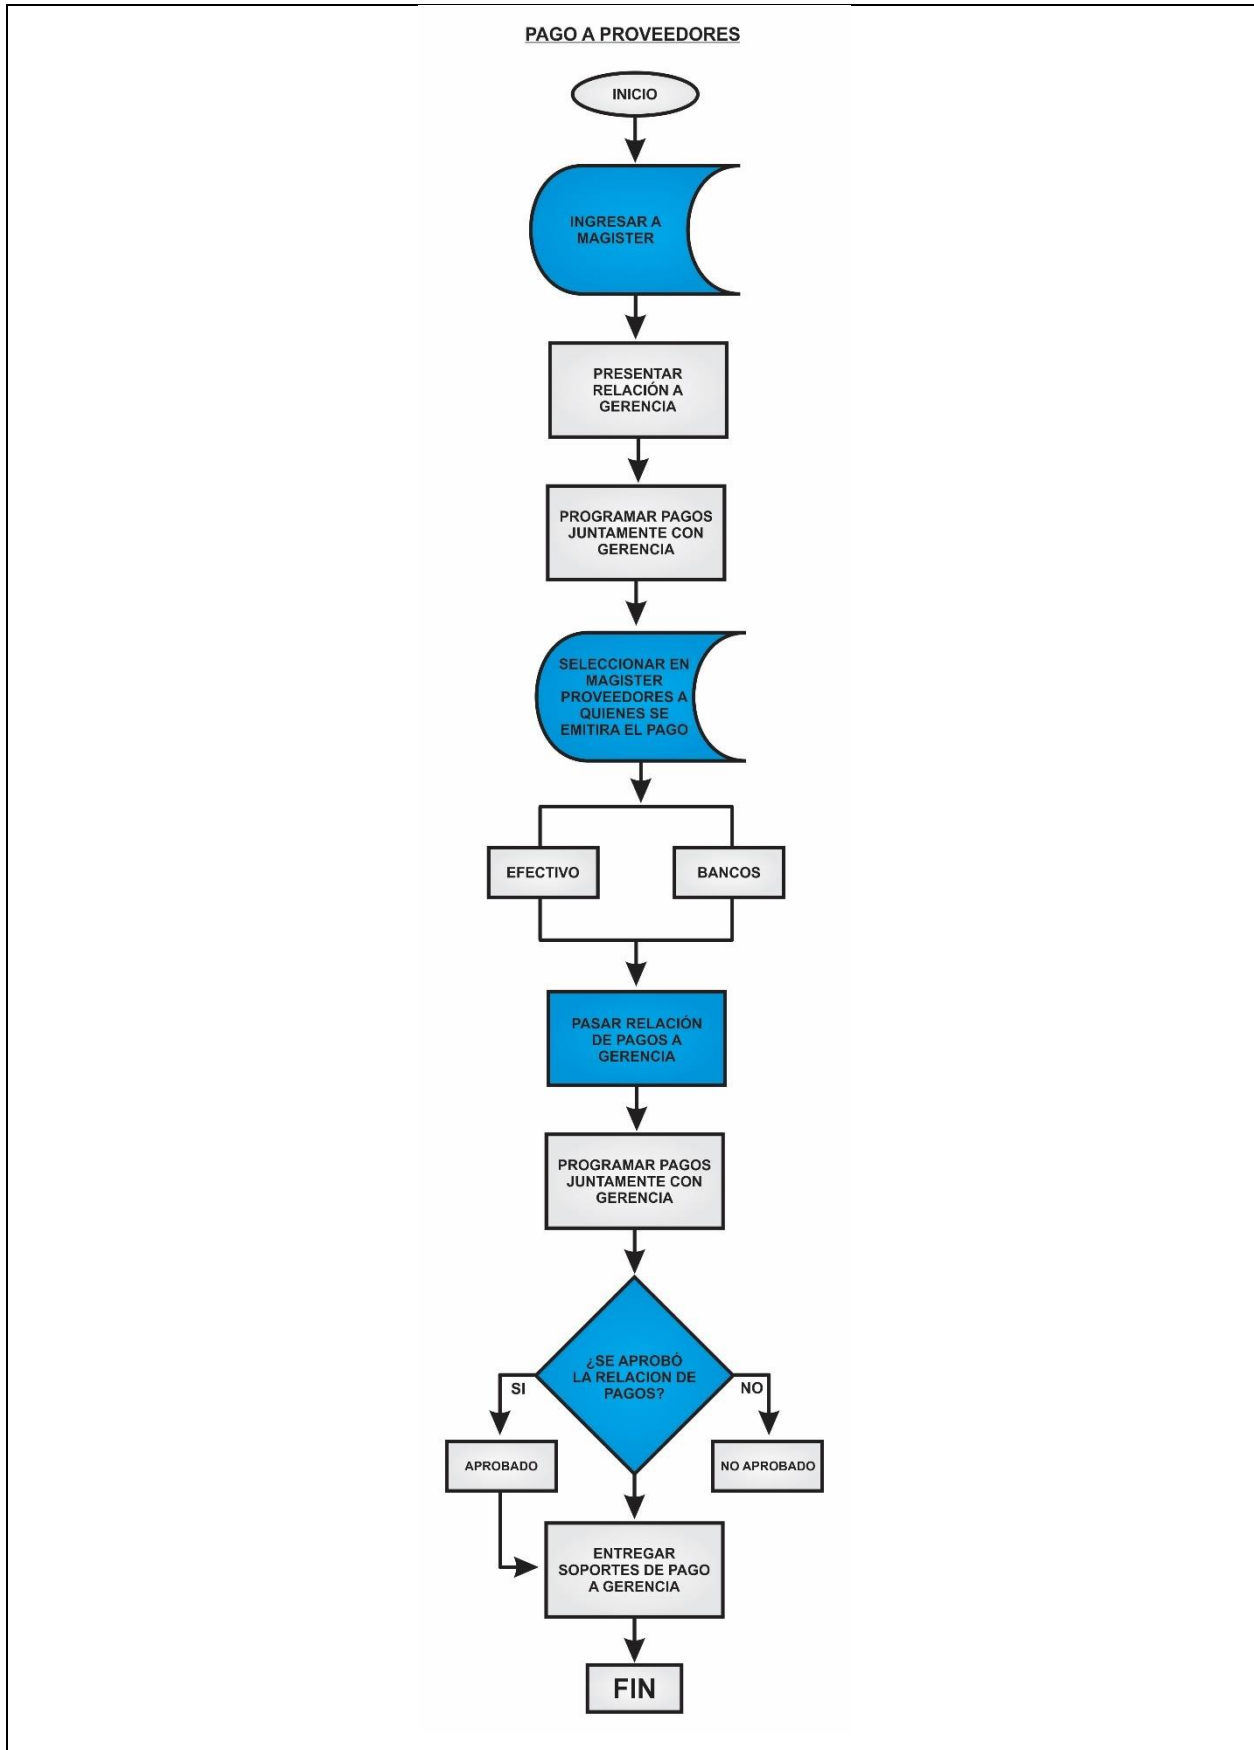 PAGO A PROVEEDORES
INICIO
INGRESAR A
MAGISTER
PRESENTAR
RELACIÓN A
GERENCIA
PROGRAMAR PAGOS
JUNTAMENTE CON
GERENCIA
SELECCIONAR EN
MAGISTER
PROVEEDORES A
QUIENES SE
EMITIRA EL PAGO
EFECTIVO
BANCOS
PASAR RELACIÓN
DE PAGOS A
GERENCIA
PROGRAMAR PAGOS
JUNTAMENTE CON
GERENCIA
¿SE APROBÓ
LA RELACION DE
PAGOS?
SI
NO
APROBADO
NO APROBADO
ENTREGAR
SOPORTES DE PAGO
A GERENCIA
FIN